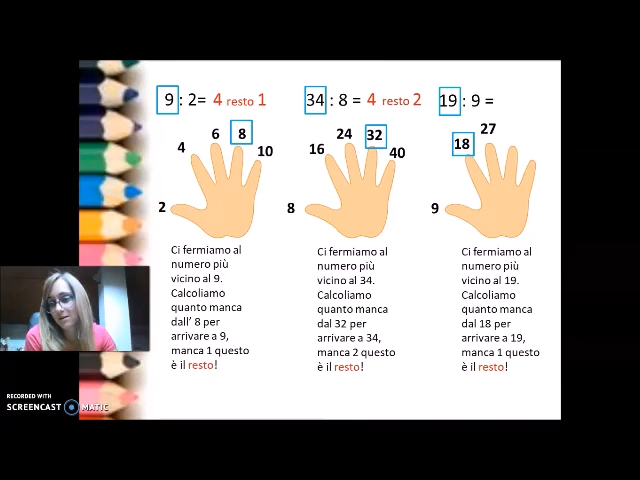 9 : 2= 4 resto 1
4
6
8
10
2
Ci fermiamo al
numero più
vicino al 9.
Calcoliamo
quanto manca
dall’ 8 per
arrivare a 9,
manca 1 questo
è il resto!
34 : 8 = 4 resto 2
16
24
32
40
8
Ci fermiamo al
numero più
vicino al 34.
Calcoliamo
quanto manca
dal 32 per
arrivare a 34,
manca 2 questo
è il resto!
19 : 9 =
18
27
9
Ci fermiamo al
numero più
vicino al 19.
Calcoliamo
quanto manca
dal 18 per
arrivare a 19,
manca 1 questo
è il resto!
RECORDED WITH
SCREENCAST MATIC